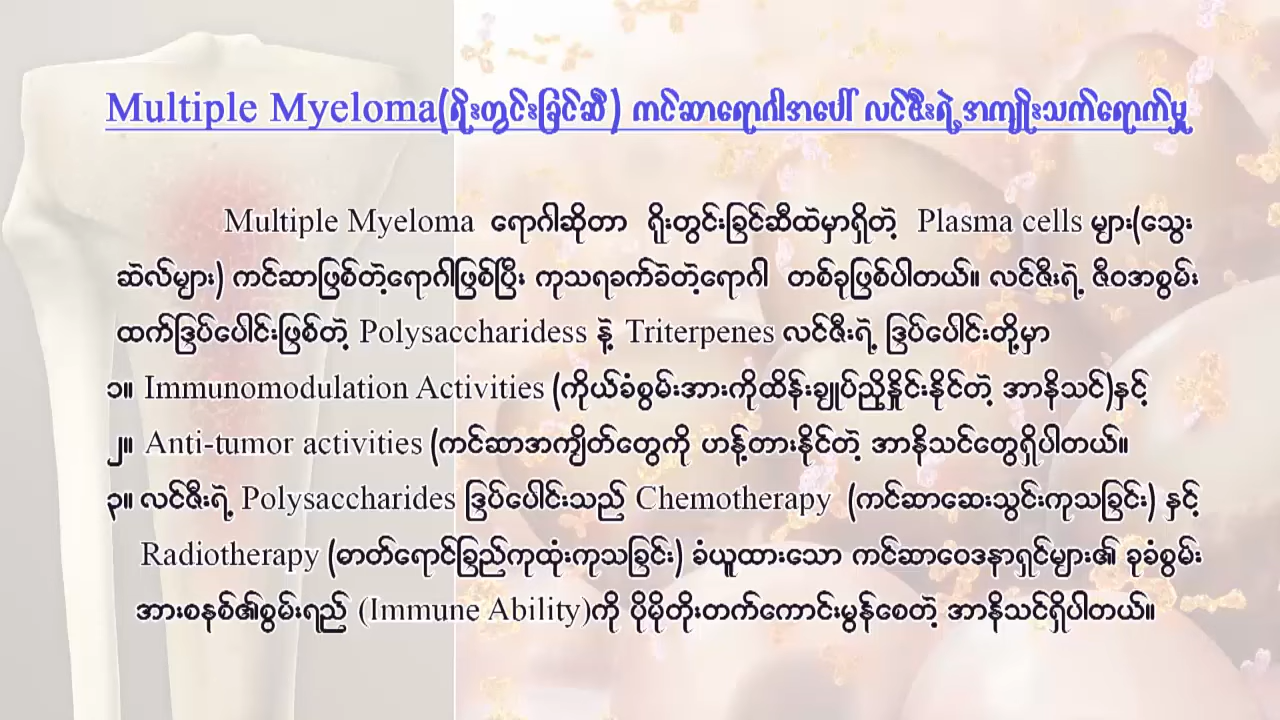 Multiple Myeloma(ရိုးတွင်းခြင်ဆီ) ကင်ဆာရောဂါအပေါ် လင်ဇီးရဲ့အကျိုးသက်ရောက်မှု
Multiple Myeloma ရောဂါဆိုတာ ရိုးတွင်းခြင်ဆီထဲမှာရှိတဲ့ Plasma cells များ(သွေး
ဆဲလ်များ) ကင်ဆာဖြစ်တဲ့ရောဂါဖြစ်ပြီး ကုသရခက်ခဲတဲ့ရောဂါ တစ်ခုဖြစ်ပါတယ်။ လင်ဇီးရဲ့ ဇီဝအစွမ်း
ထက်ဒြပ်ပေါင်းဖြစ်တဲ့ Polysaccharidess နဲ့ Triterpenes လင်ဇီးရဲ့ ဒြပ်ပေါင်းတို့မှာ
၁။ Immunomodulation Activities (ကိုယ်ခံစွမ်းအားကိုထိန်းချုပ်ညှိနှိုင်းနိုင်တဲ့ အာနိသင်)နှင့်
၂။ Anti-tumor activities (ကင်ဆာအကျိတ်တွေကို ဟန့်တားနိုင်တဲ့ အာနိသင်တွေရှိပါတယ်။
၃။ လင်ဇီးရဲ့ Polysaccharides ဒြပ်ပေါင်းသည် Chemotherapy (ကင်ဆာဆေးသွင်းကုသခြင်း) နှင့်
Radiotherapy (ဓာတ်ရောင်ခြည်ကုထုံးကုသခြင်း) ခံယူထားသော ကင်ဆာဝေဒနာရှင်များ၏ ခုခံစွမ်း
အားစနစ်၏စွမ်းရည် (Immune Ability)ကို ပိုမိုတိုးတက်ကောင်းမွန်စေတဲ့ အာနိသင်ရှိပါတယ်။